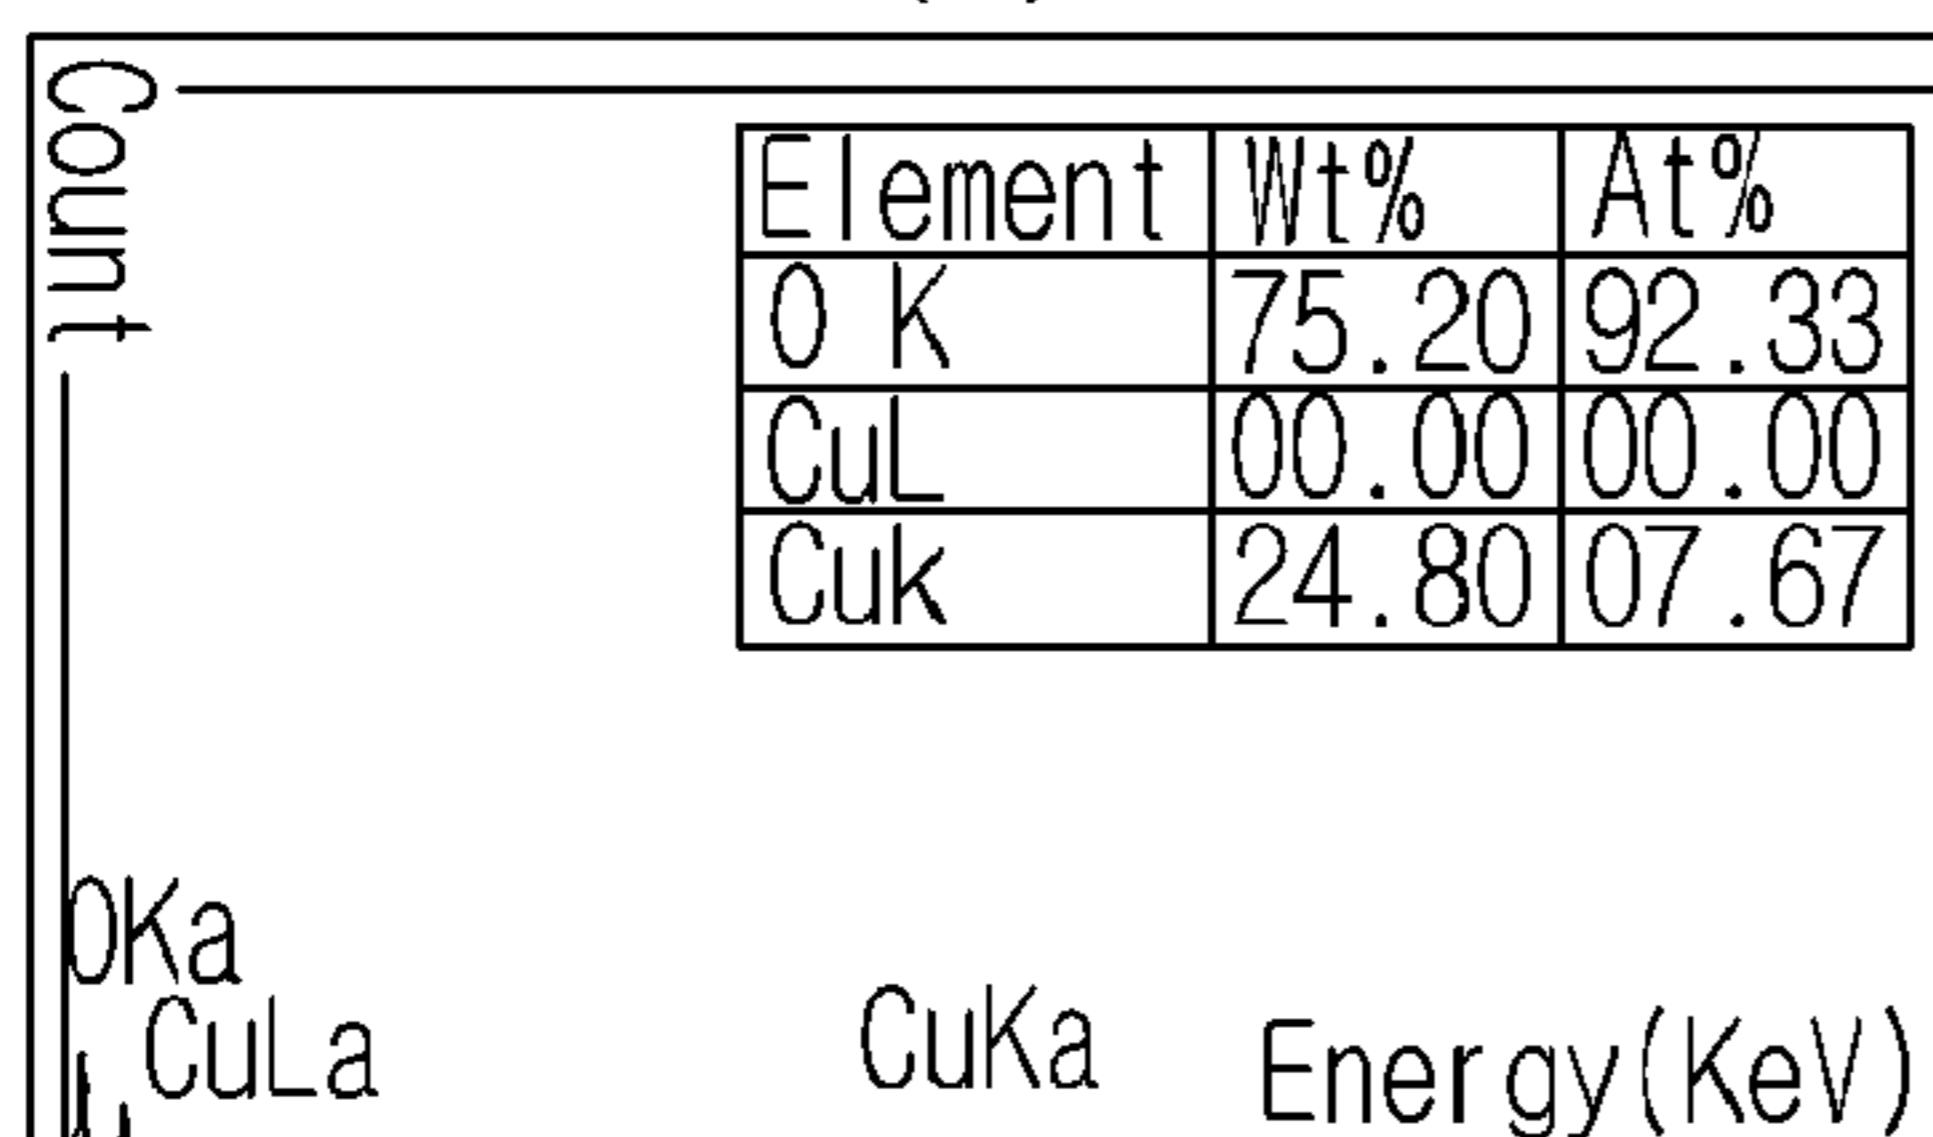 Count
Element Wt% At%
O K 75.20 92.33
CuL 00.00 00.00
Cuk 24.80 07.67
OKa
CuLa
CuKa
Energy(KeV)